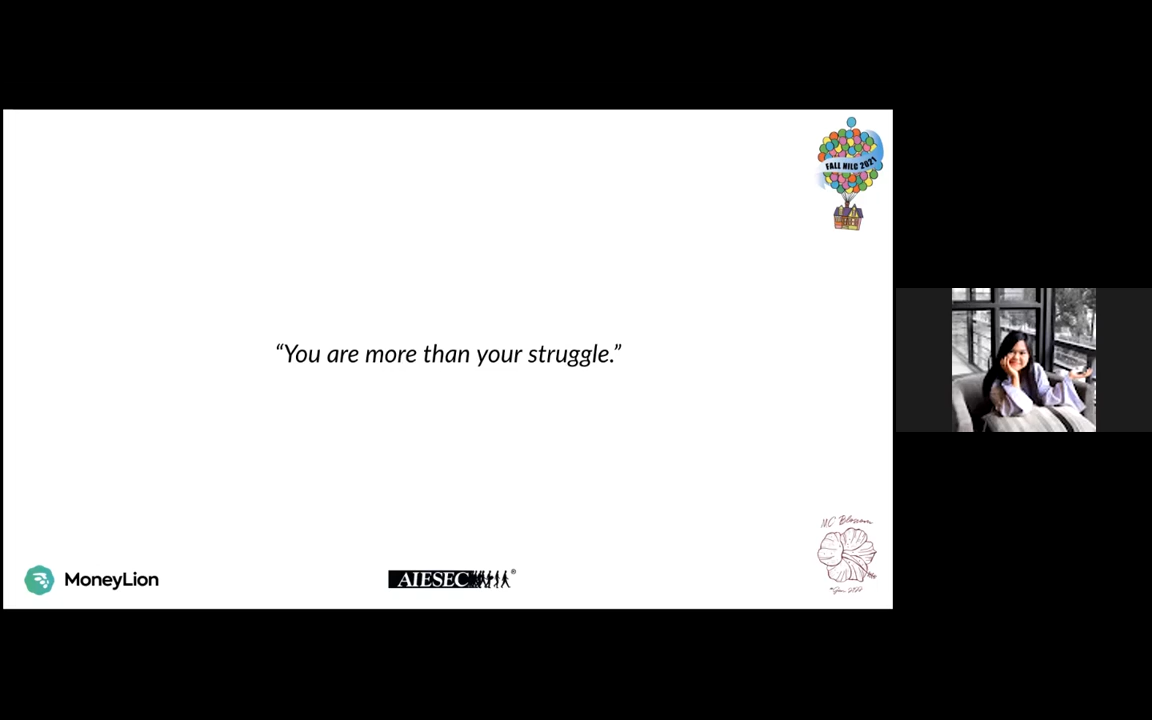 FALL NILC 2021
“You are more than your struggle.”
MC Blossom
MoneyLion
AIESEC®